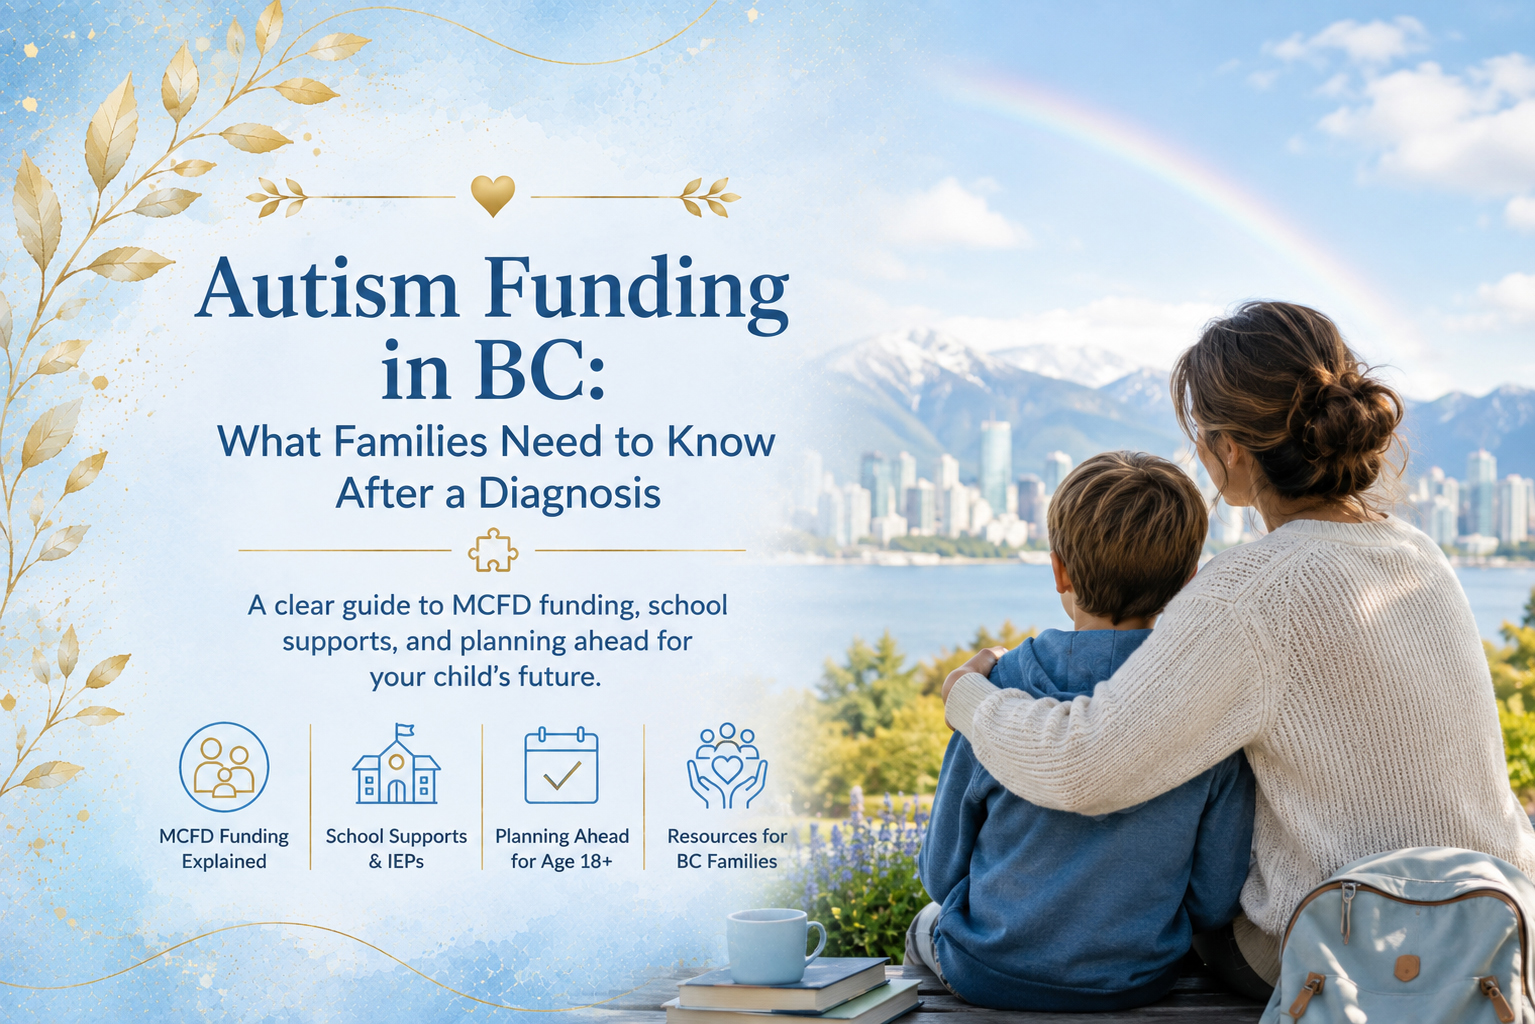 Autism Funding
in BC:
What Families Need to Know
After a Diagnosis
A clear guide to MCFD funding, school
supports, and planning ahead for
your child's future.
MCFD Funding
Explained
School Supports
& IEPs
Planning Ahead
for Age 18+
Resources for
BC Families